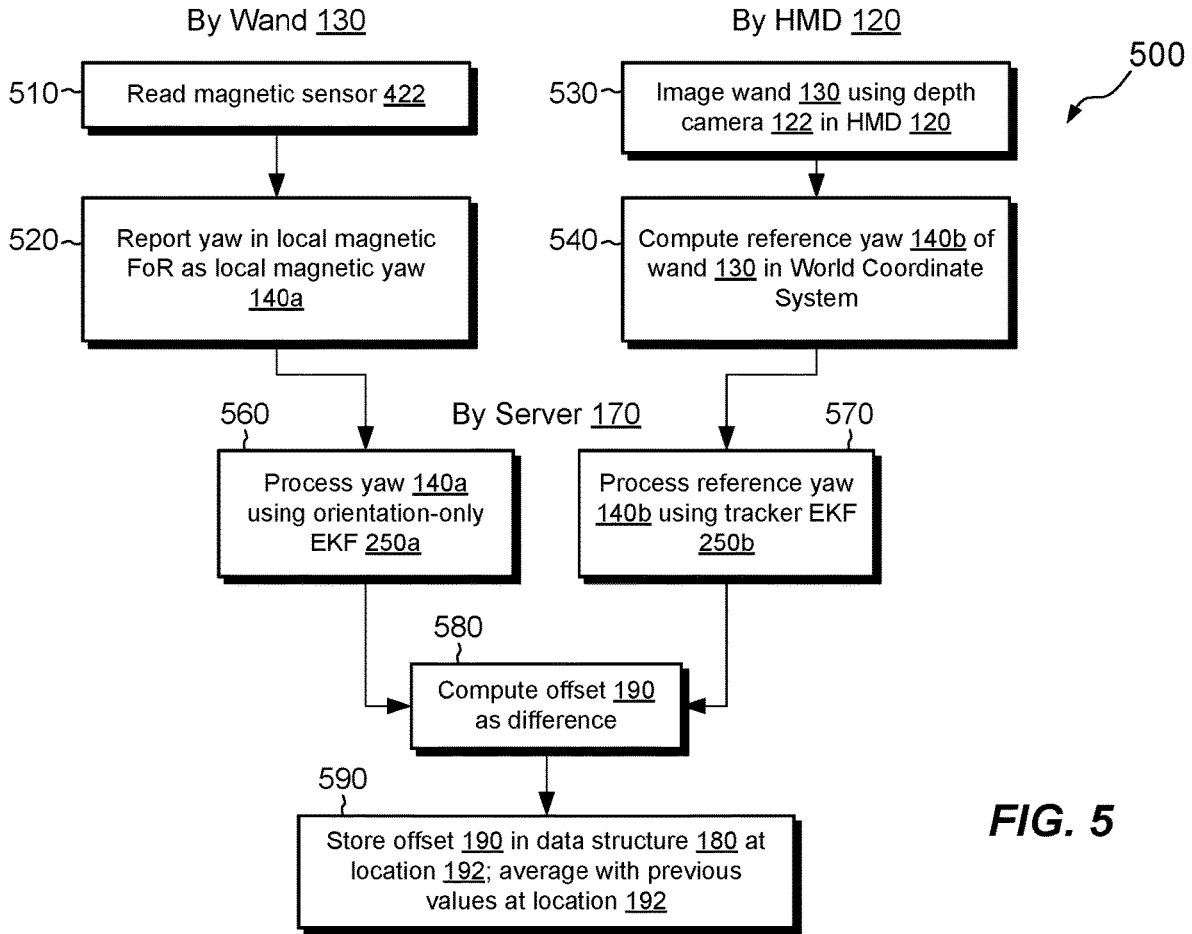 By Wand 130
By HMD 120
500
510
Read magnetic sensor 422
530
Image wand 130 using depth
camera 122 in HMD 120
520
Report yaw in local magnetic
FoR as local magnetic yaw
140a
540
Compute reference yaw 140b of
wand 130 in World Coordinate
System
By Server 170
560
Process yaw 140a
using orientation-only
EKF 250a
570
Process reference yaw
140b using tracker EKF
250b
580
Compute offset 190
as difference
590
Store offset 190 in data structure 180 at
location 192; average with previous
values at location 192
FIG. 5